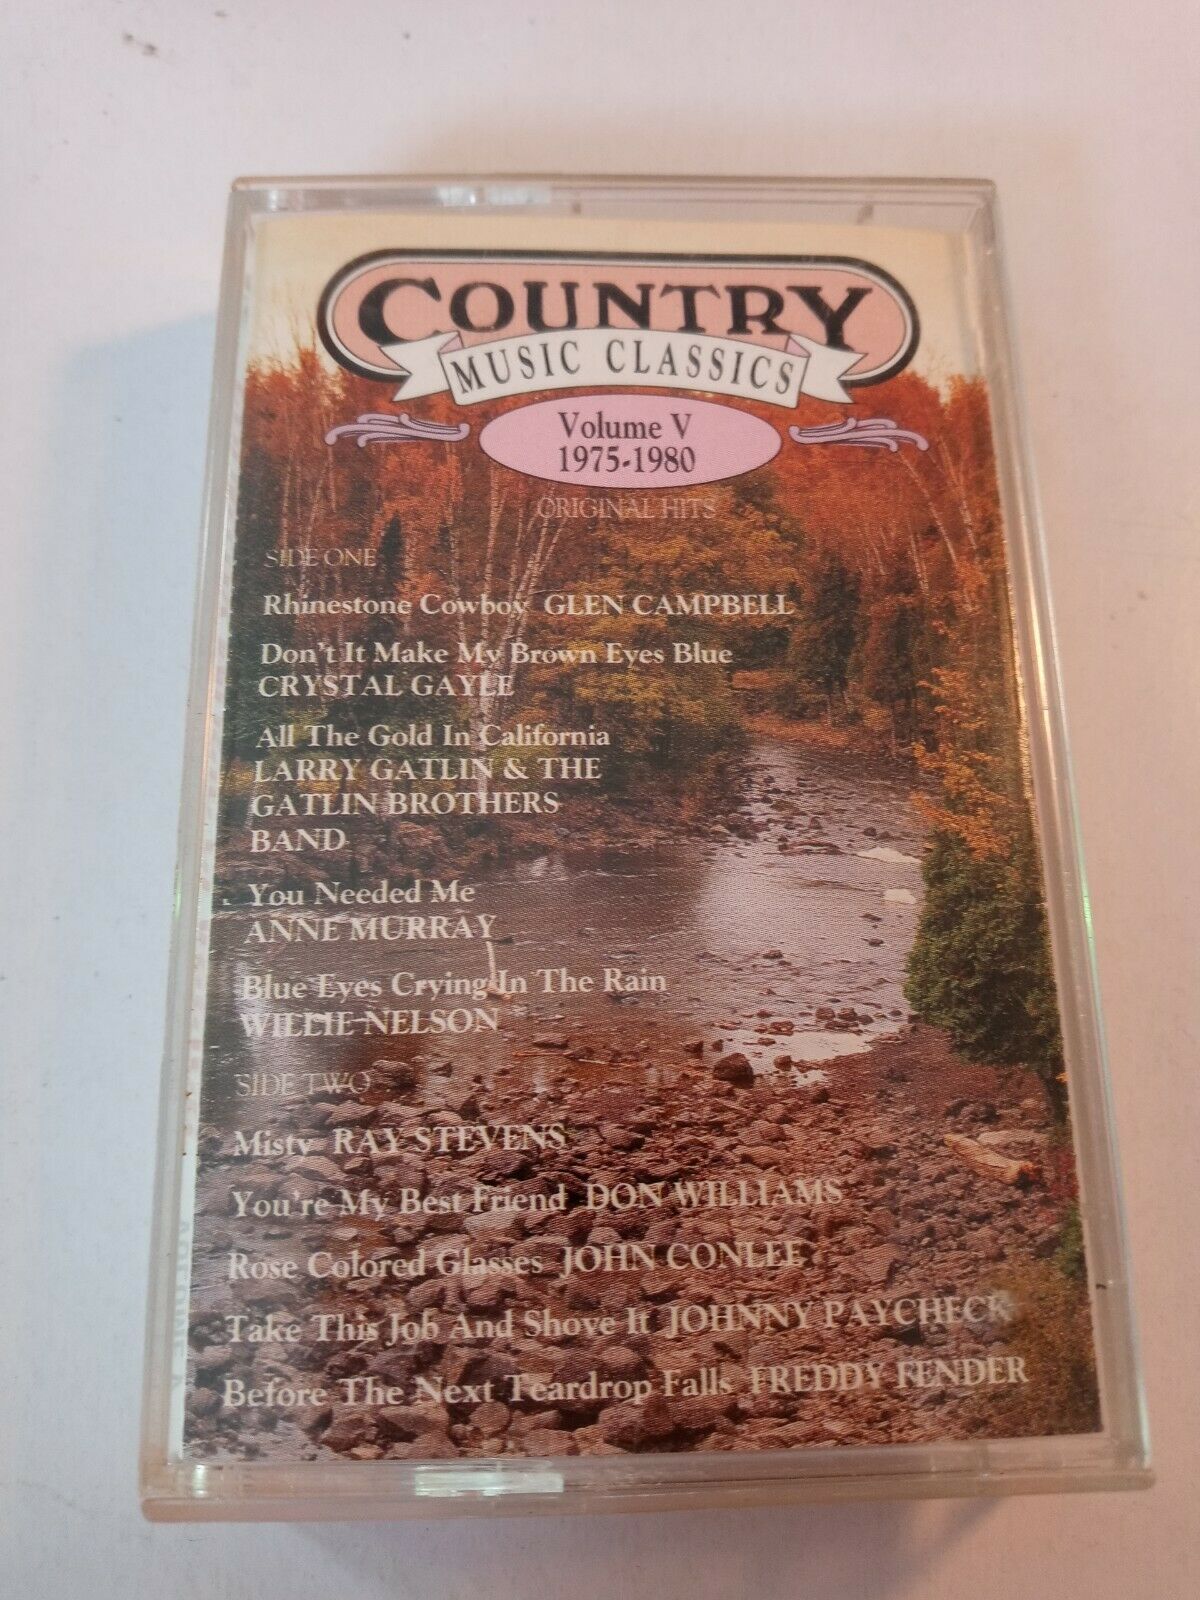 COUNTRY
MUSIC CLASSICS
Volume V
1975-1980
ORIGINAL HITS
SIDE ONE
Rhinestone Cowboy GLEN CAMPBELL
Don't It Make My Brown Eyes Blue
CRYSTAL GAYLE
All The Gold In California
LARRY GATLIN & THE
GATLIN BROTHERS
BAND
You Needed Me
ANNE MURRAY
Blue Eyes Crying In The Rain
WILLIE NELSON
SIDE TWO
Misty RAY STEVENS
You're My Best Friend DON WILLIAMS
Rose Colored Glasses JOHN CONLEE
Take This Job And Shove It JOHNNY PAYCHECK
Before The Next Teardrop Falls FREDDY FENDER